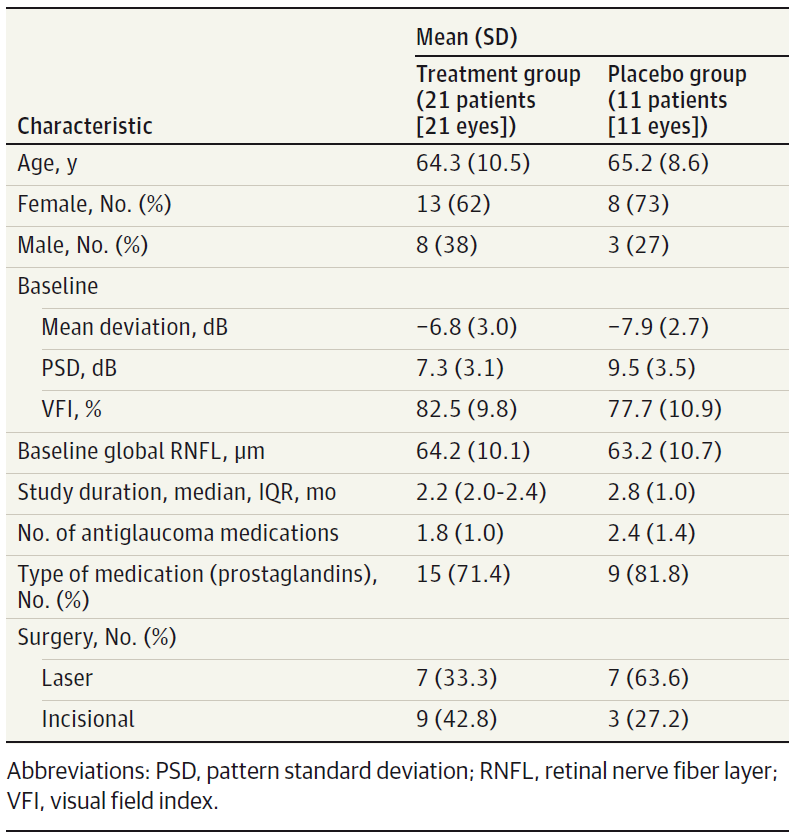 Mean (SD)
Characteristic Treatment group (21 patients [21 eyes]) Placebo group (11 patients [11 eyes])
Age, y 64.3 (10.5) 65.2 (8.6)
Female, No. (%) 13 (62) 8 (73)
Male, No. (%) 8 (38) 3 (27)
Baseline
Mean deviation, dB −6.8 (3.0) −7.9 (2.7)
PSD, dB 7.3 (3.1) 9.5 (3.5)
VFI, % 82.5 (9.8) 77.7 (10.9)
Baseline global RNFL, μm 64.2 (10.1) 63.2 (10.7)
Study duration, median, IQR, mo 2.2 (2.0-2.4) 2.8 (1.0)
No. of antiglaucoma medications 1.8 (1.0) 2.4 (1.4)
Type of medication (prostaglandins), No. (%) 15 (71.4) 9 (81.8)
Surgery, No. (%)
Laser 7 (33.3) 7 (63.6)
Incisional 9 (42.8) 3 (27.2)
Abbreviations: PSD, pattern standard deviation; RNFL, retinal nerve fiber layer;
VFI, visual field index.